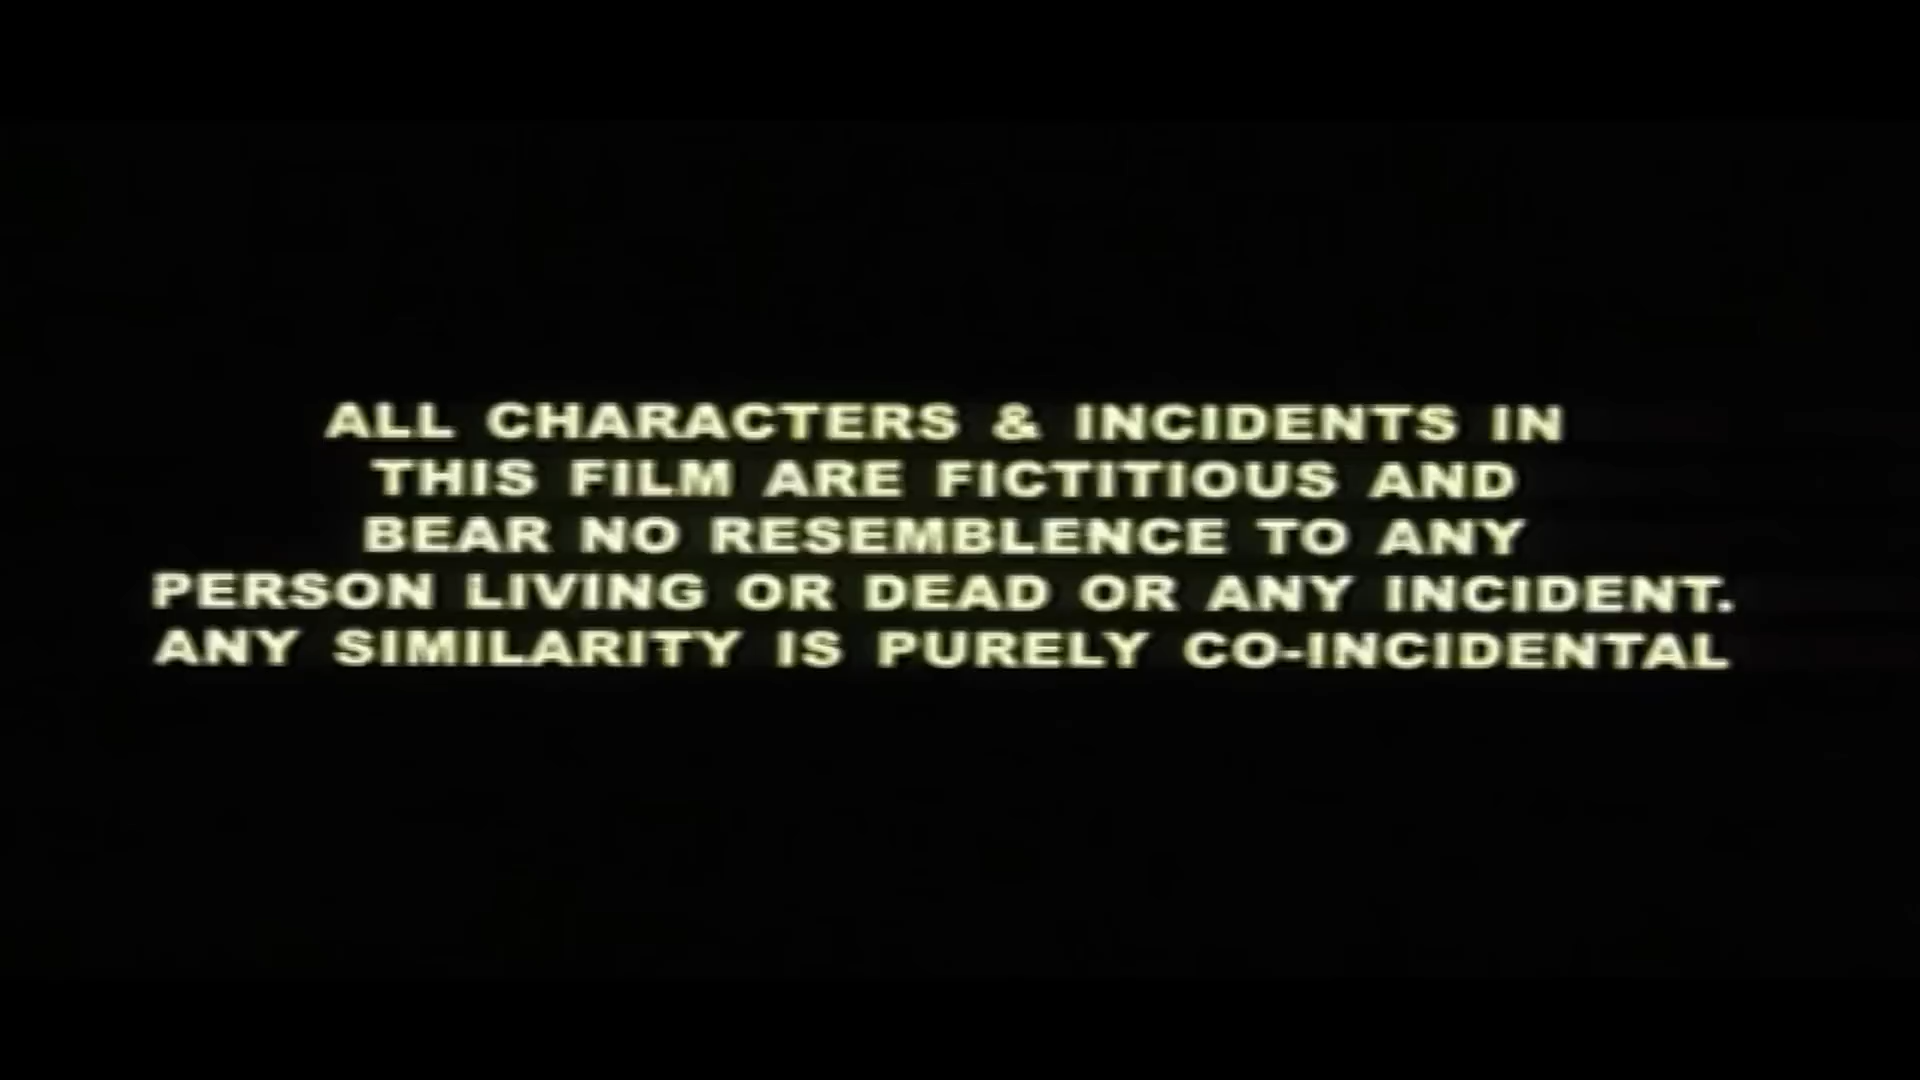 ALL CHARACTERS & INCIDENTS IN
THIS FILM ARE FICTITIOUS AND
BEAR NO RESEMBLENCE TO ANY
PERSON LIVING OR DEAD OR ANY INCIDENT.
ANY SIMILARITY IS PURELY CO-INCIDENTAL